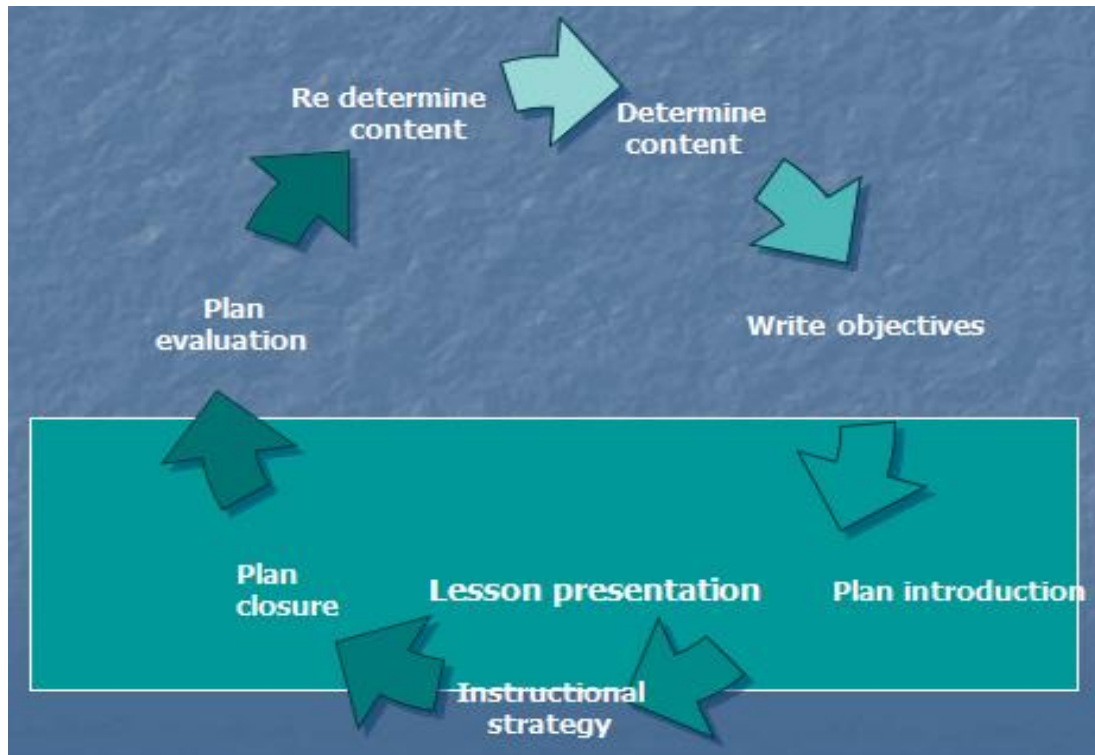 Re determine
content
Determine
content
Write objectives
Plan introduction
Lesson presentation
Instructional
strategy
Plan
closure
Plan
evaluation